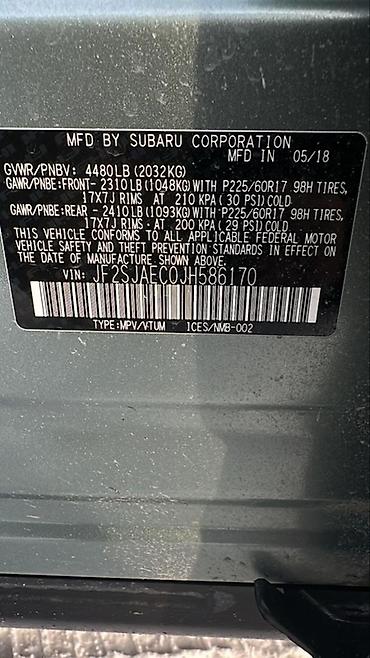 MFD BY SUBARU CORPORATION
MFD IN 05/18
GVWR/PNBV: 4480LB (2032KG)
GAWR/PNBE:FRONT- 2310LB (1048KG) WITH P225/60R17 98H TIRES,
17X7J RIMS AT 210 KPA ( 30 PSI) COLD
GAWR/PNBE:REAR - 2410LB (1093KG) WITH P225/60R17 98H TIRES,
17X7J RIMS AT 200 KPA ( 29 PSI) COLD
THIS VEHICLE CONFORMS TO ALL APPLICABLE FEDERAL MOTOR
VEHICLE SAFETY AND THEFT PREVENTION STANDARDS IN EFFECT ON
THE DATE OF MANUFACTURE SHOWN ABOVE.
VIN: JF2SJAEC0JH586170
TYPE:MPV/VTUM ICES/NMB-002